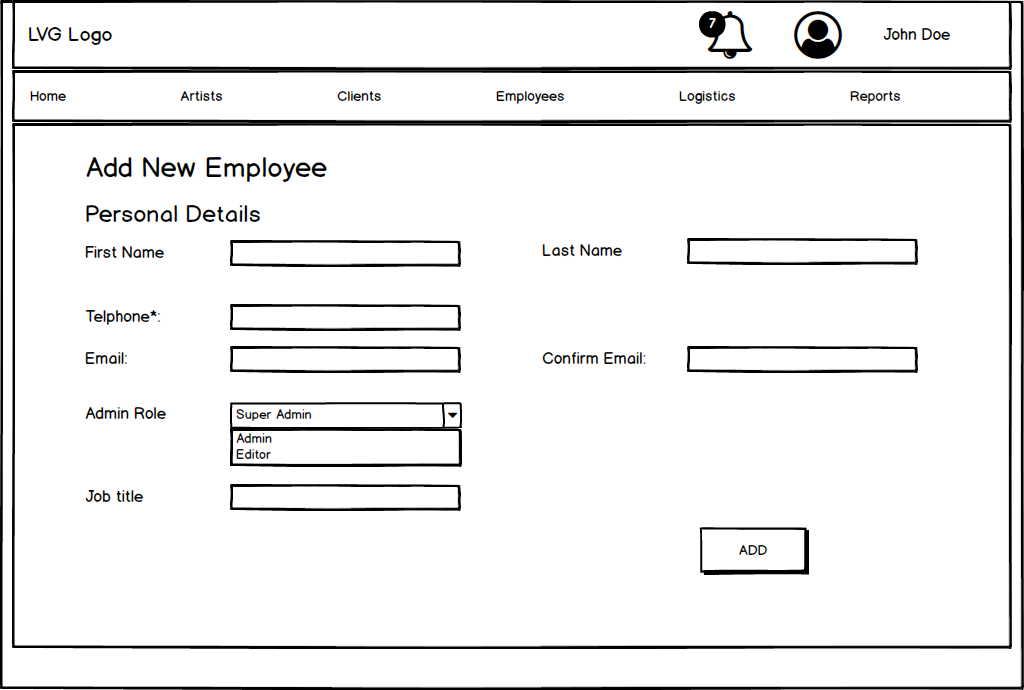 LVG Logo
7
John Doe
Home Artists Clients Employees Logistics Reports
Add New Employee
Personal Details
First Name
Last Name
Telphone*:
Email:
Confirm Email:
Admin Role
Super Admin
Admin
Editor
Job title
ADD